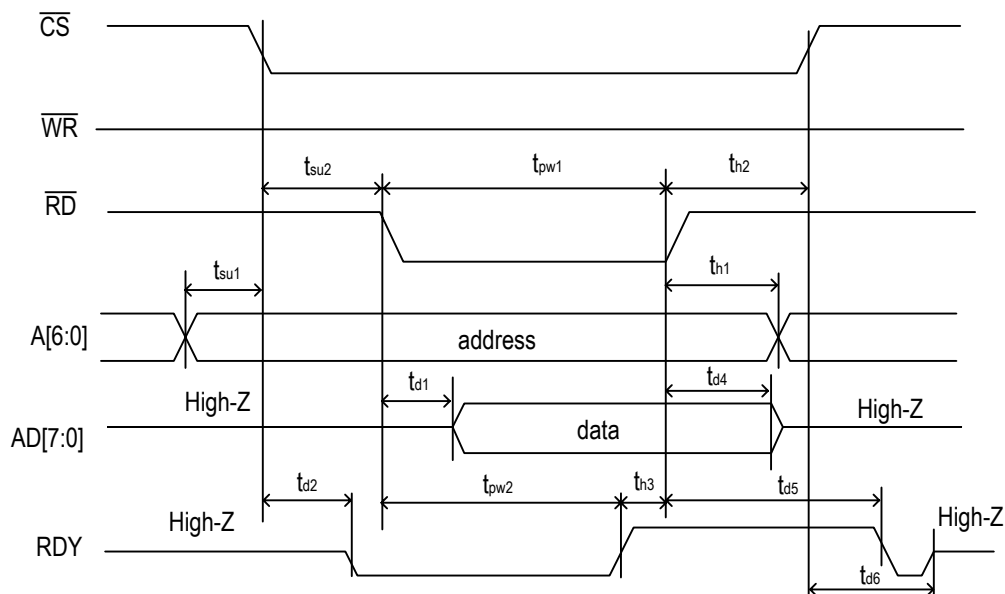 CS
WR
tsu2 tpw1 th2
RD
tsu1 th1
A[6:0] address
td1 td4
High-Z High-Z
AD[7:0] data
td2 tpw2 th3 td5
High-Z High-Z
RDY
td6